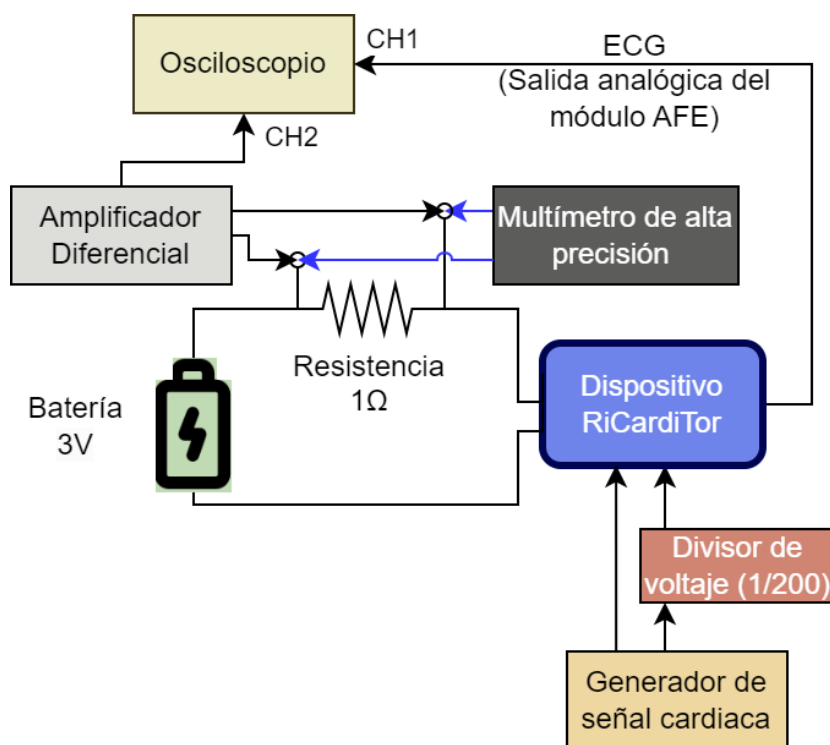 Osciloscopio
CH1
ECG
(Salida analógica del
módulo AFE)
CH2
Amplificador
Diferencial
Multímetro de alta
precisión
Resistencia
1Ω
Batería
3V
Dispositivo
RiCardiTor
Divisor de
voltaje (1/200)
Generador de
señal cardiaca